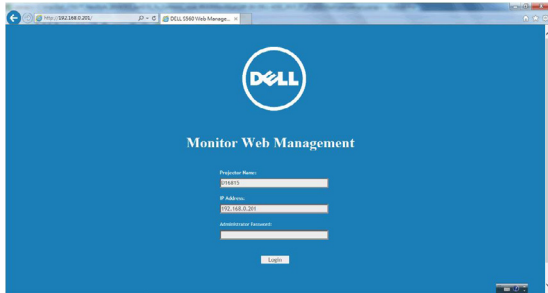 http://192.168.0.201/
DELL S560 Web Manage...
DELL
Monitor Web Management
Projector Name:
IP Address:
192.168.0.201
Administrator Password:
Login